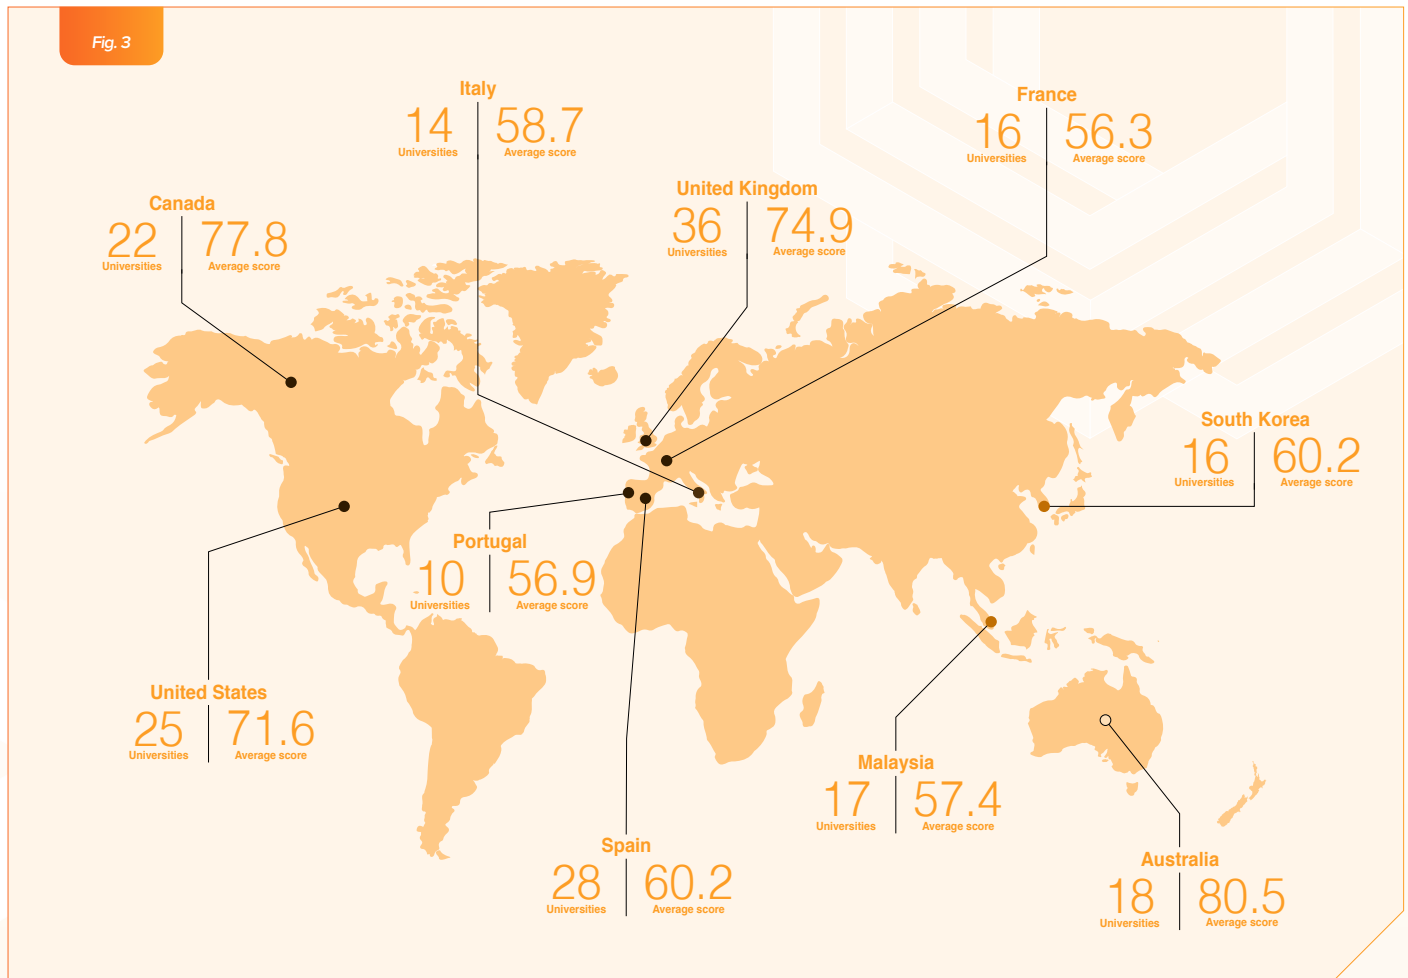 Fig. 3
Italy
14 58.7
Universities Average score
France
16 56.3
Universities Average score
United Kingdom
36 74.9
Universities Average score
Canada
22 77.8
Universities Average score
South Korea
16 60.2
Universities Average score
Portugal
10 56.9
Universities Average score
United States
25 71.6
Universities Average score
Malaysia
17 57.4
Universities Average score
Spain
28 60.2
Universities Average score
Australia
18 80.5
Universities Average score